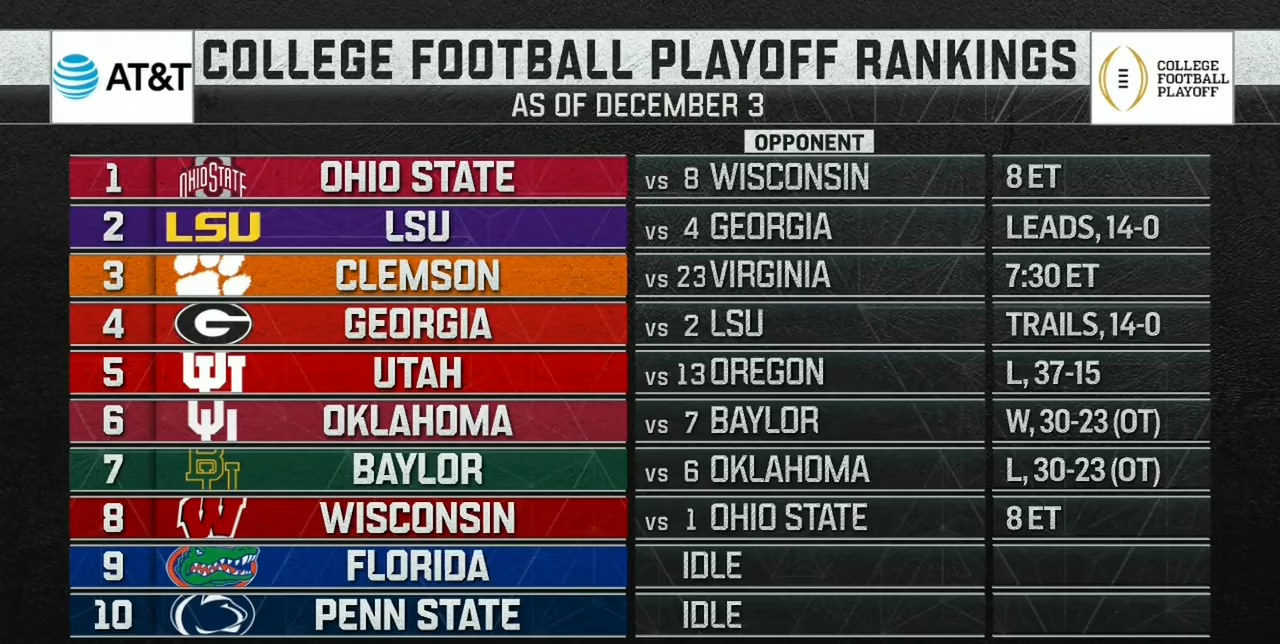 AT&T
COLLEGE FOOTBALL PLAYOFF RANKINGS
COLLEGE
FOOTBALL
PLAYOFF
AS OF DECEMBER 3
OPPONENT
1 OHIO STATE OHIO STATE vs 8 WISCONSIN 8 ET
2 LSU LSU vs 4 GEORGIA LEADS, 14-0
3 CLEMSON vs 23 VIRGINIA 7:30 ET
4 G GEORGIA vs 2 LSU TRAILS, 14-0
5 UTAH vs 13 OREGON L, 37-15
6 OKLAHOMA vs 7 BAYLOR W, 30-23 (OT)
7 BAYLOR vs 6 OKLAHOMA L, 30-23 (OT)
8 W WISCONSIN vs 1 OHIO STATE 8 ET
9 FLORIDA IDLE
10 PENN STATE IDLE